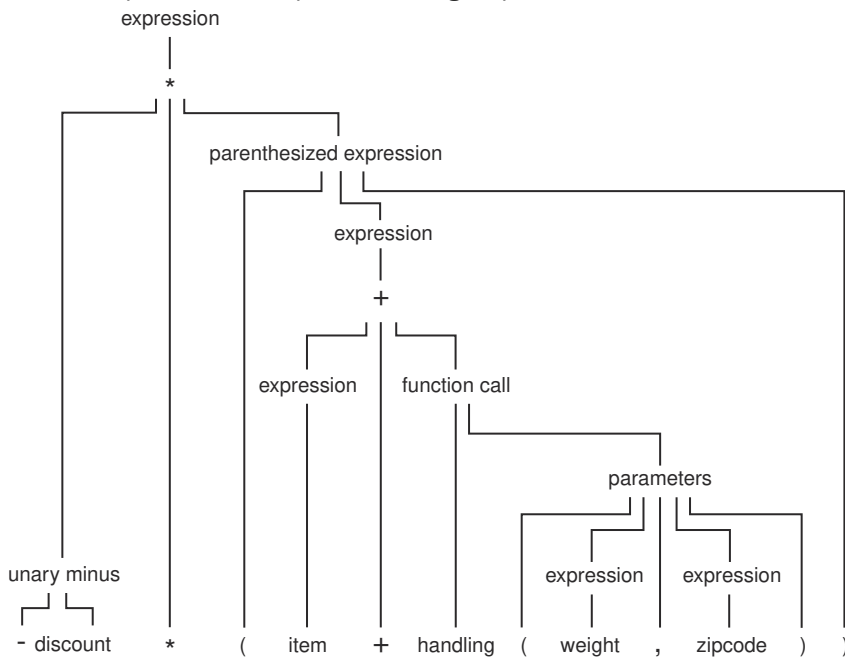 expression
*
parenthesized expression
expression
+
expression function call
parameters
unary minus expression expression
- discount * ( item + handling ( weight , zipcode ) )